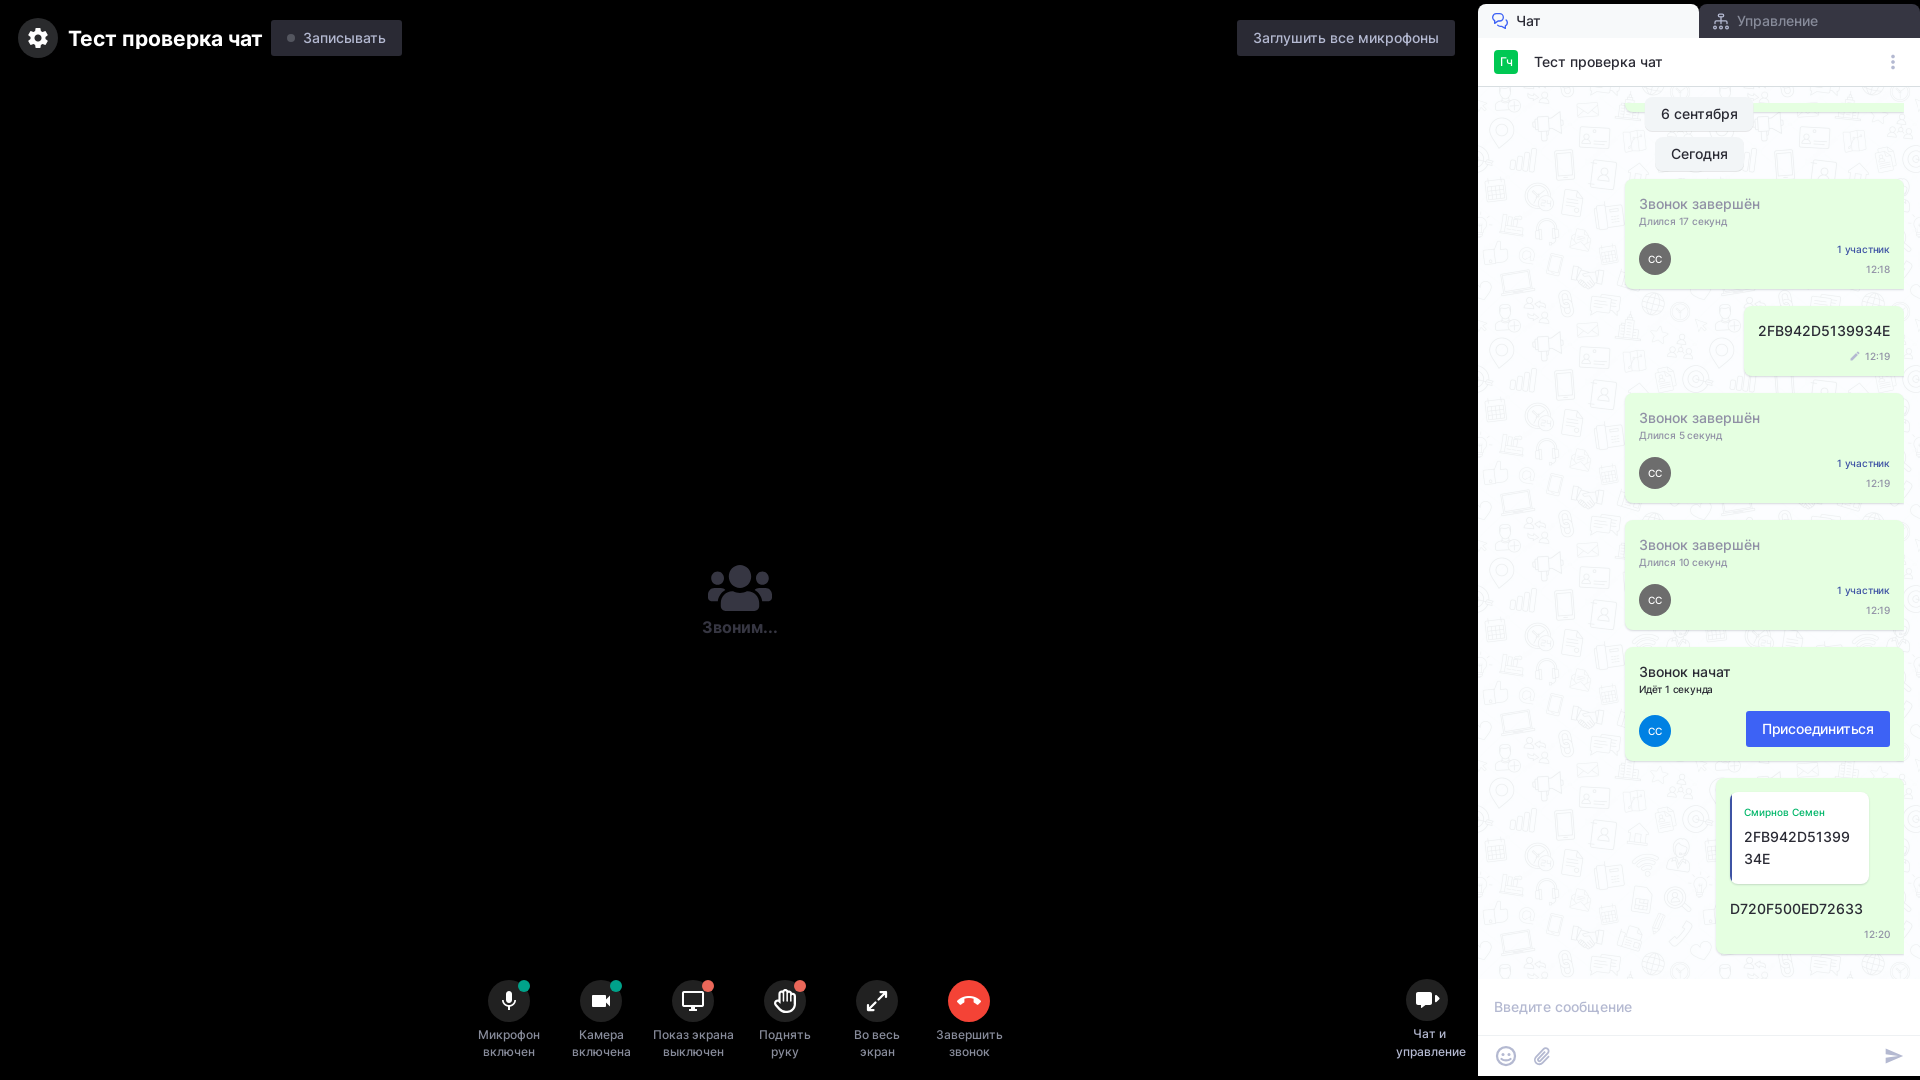 Тест проверка чат
Записывать
Заглушить все микрофоны
Звоним...
Микрофон
включен
Камера
включена
Показ экрана
выключен
Поднять
руку
Во весь
экран
Завершить
звонок
Чат и
управление
Чат
Управление
Гч
Тест проверка чат
6 сентября
Сегодня
Звонок завершён
Длился 17 секунд
СС
1 участник
12:18
2FB942D5139934E
12:19
Звонок завершён
Длился 5 секунд
СС
1 участник
12:19
Звонок завершён
Длился 10 секунд
СС
1 участник
12:19
Звонок начат
Идёт 1 секунда
СС
Присоединиться
Смирнов Семен
2FB942D51399
34E
D720F500ED72633
12:20
Введите сообщение